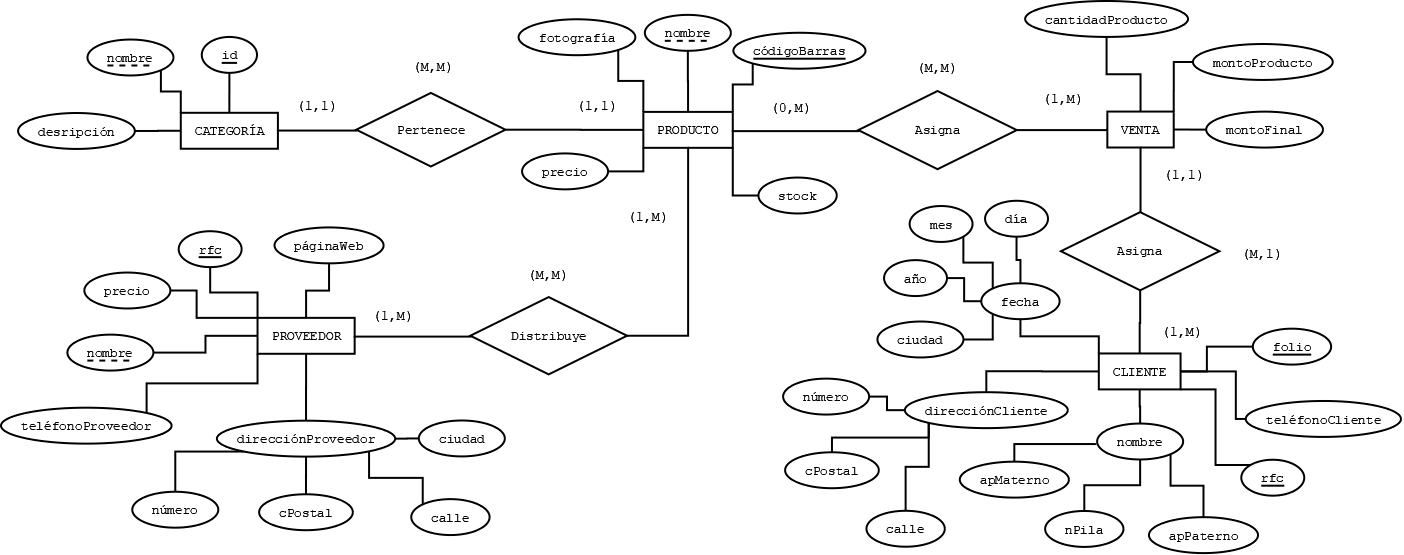 cantidadProducto
fotografía
nombre
códigoBarras
nombre
id
montoProducto
(M,M)
(M,M)
(1,1)
(1,1)
(0,M)
(1,M)
desripción
CATEGORÍA
Pertenece
PRODUCTO
Asigna
VENTA
montoFinal
precio
(1,1)
stock
(1,M)
mes
día
rfc
páginaWeb
Asigna
(M,1)
(M,M)
año
precio
fecha
(1,M)
PROVEEDOR
Distribuye
ciudad
(1,M)
folio
nombre
CLIENTE
número
direcciónCliente
teléfonoCliente
teléfonoProveedor
direcciónProveedor
ciudad
nombre
cPostal
apMaterno
rfc
número
cPostal
calle
calle
nPila
apPaterno